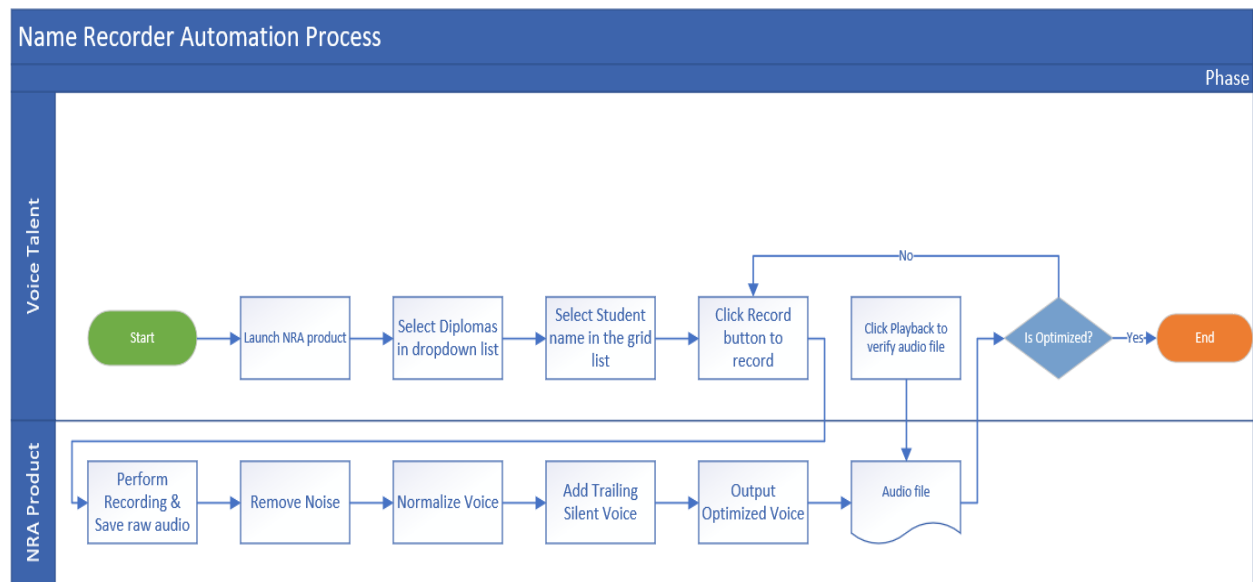 Name Recorder Automation Process
Phase
Voice Talent
Start
Launch NRA product
Select Diplomas
in dropdown list
Select Student
name in the grid
list
Click Record
button to
record
Click Playback to
verify audio file
No
Is Optimized?
Yes
End
NRA Product
Perform
Recording &
Save raw audio
Remove Noise
Normalize Voice
Add Trailing
Silent Voice
Output
Optimized Voice
Audio file